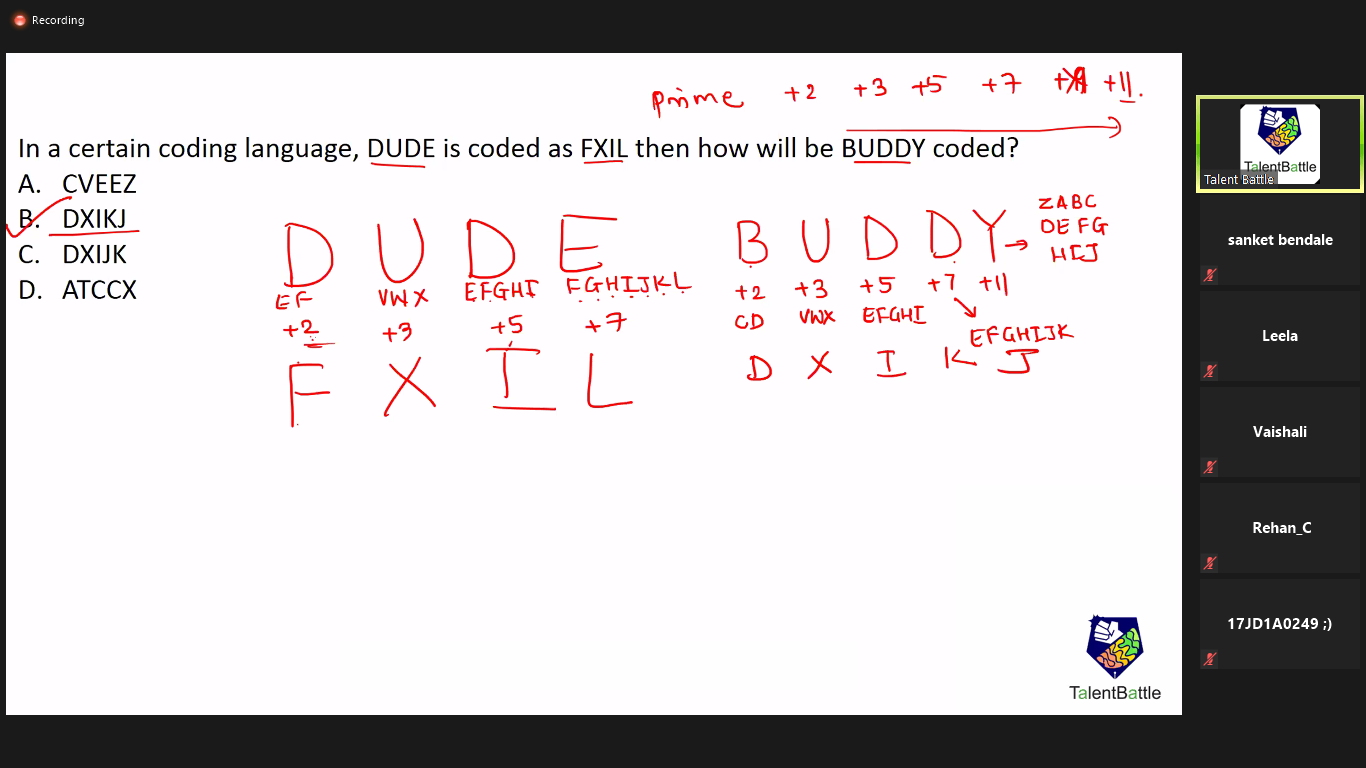 Recording
prime +2 +3 +5 +7 +11.
In a certain coding language, DUDE is coded as FXIL then how will be BUDDY coded?
A. CVEEZ
B. DXIKJ
C. DXIJK
D. ATCCX
D U D E
EF VWX EFGHI FGHIJKL
+2 +3 +5 +7
F X I L
B U D D Y → ZABC
DEFG
HIJ
+2 +3 +5 +7 +11
CD VWX EFGHI EFGHIJK
D X I K J
TalentBattle
TalentBattle
Talent Battle
sanket bendale
Leela
Vaishali
Rehan_C
17JD1A0249 ;)